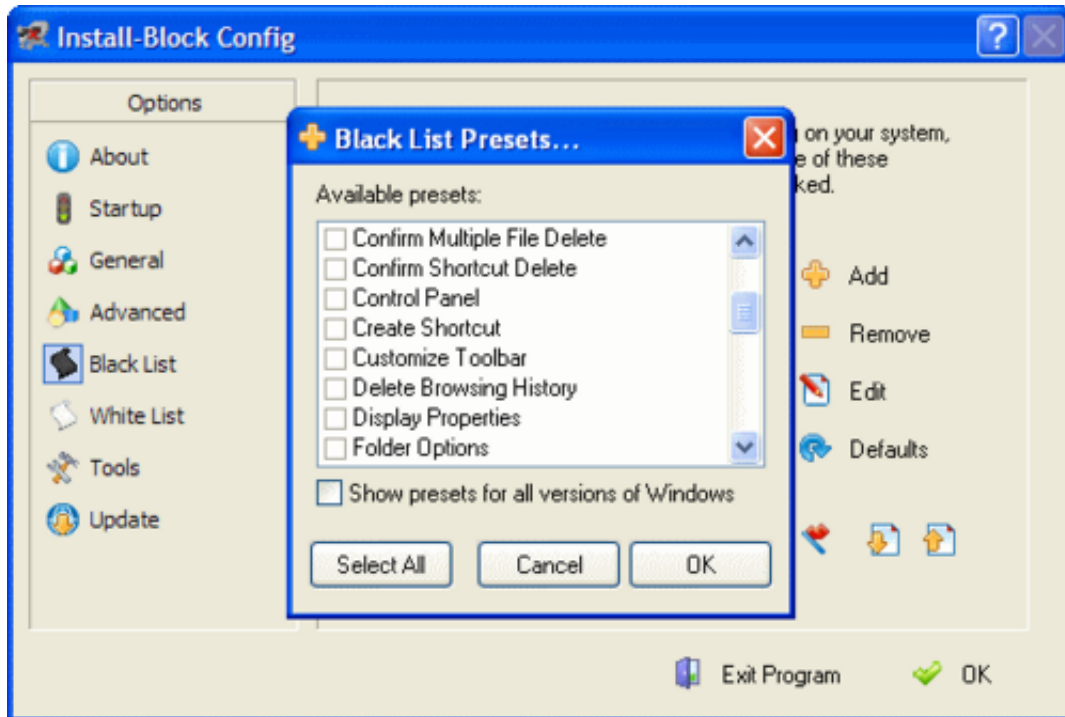 Install-Block Config
Options
About
Startup
General
Advanced
Black List
White List
Tools
Update
on your system,
e of these
ked.
Add
Remove
Edit
Defaults
Black List Presets...
Available presets:
Confirm Multiple File Delete
Confirm Shortcut Delete
Control Panel
Create Shortcut
Customize Toolbar
Delete Browsing History
Display Properties
Folder Options
Show presets for all versions of Windows
Select All
Cancel
OK
Exit Program
OK